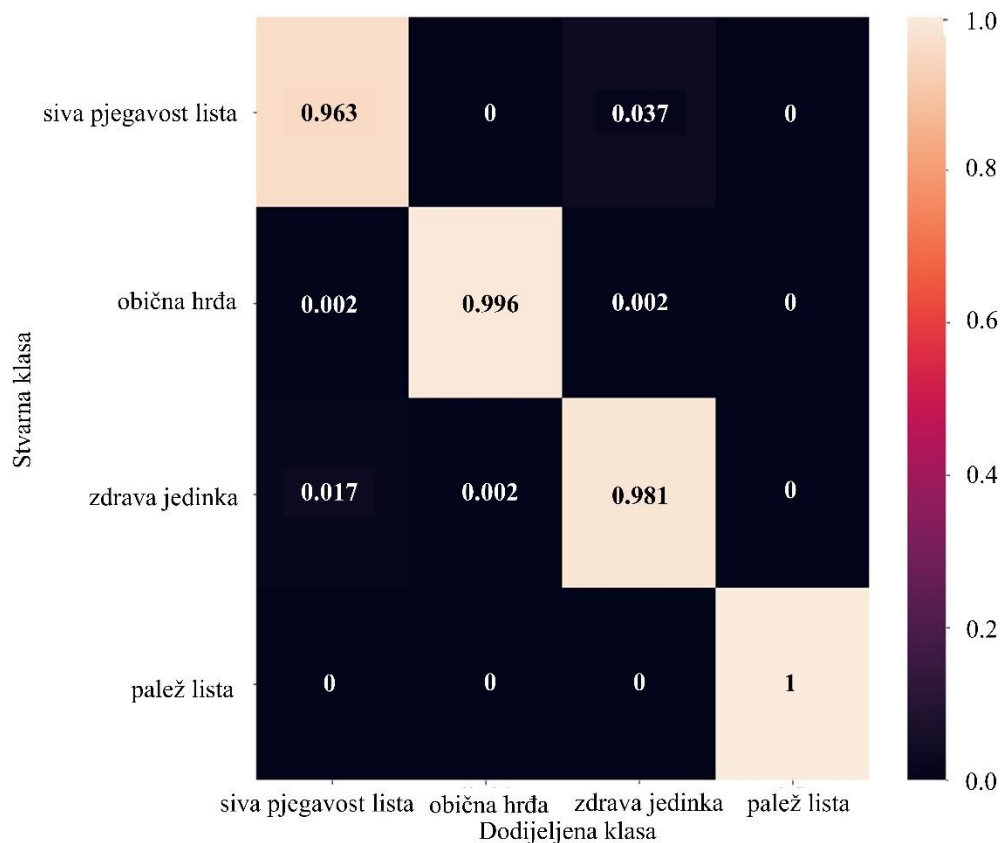 1.0
siva pjegavost lista
0.963
0
0.037
0
0.8
obična hrđa
0.002
0.996
0.002
0
0.6
Stvarna klasa
0.4
zdrava jedinka
0.017
0.002
0.981
0
0.2
palež lista
0
0
0
1
0.0
siva pjegavost lista
obična hrđa
zdrava jedinka
palež lista
Dodijeljena klasa